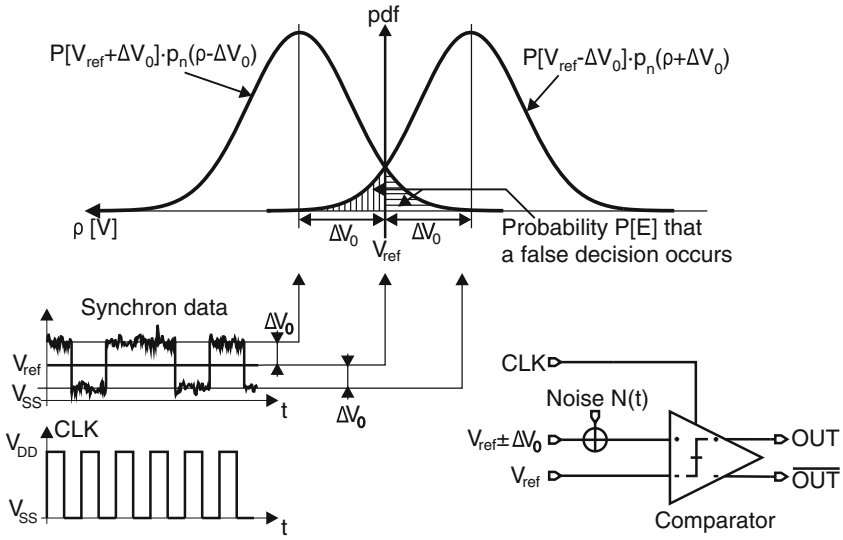 pdf
P[Vref+ΔV0]·pn(ρ-ΔV0)
P[Vref-ΔV0]·pn(ρ+ΔV0)
ρ [V]
ΔV0
ΔV0
Vref
Probability P[E] that
a false decision occurs
Synchron data
ΔV0
Vref
VSS
t
ΔV0
CLK
VDD
VSS
t
CLK
Noise N(t)
Vref±ΔV0
Vref
+
-
+
-
OUT
OUT
Comparator